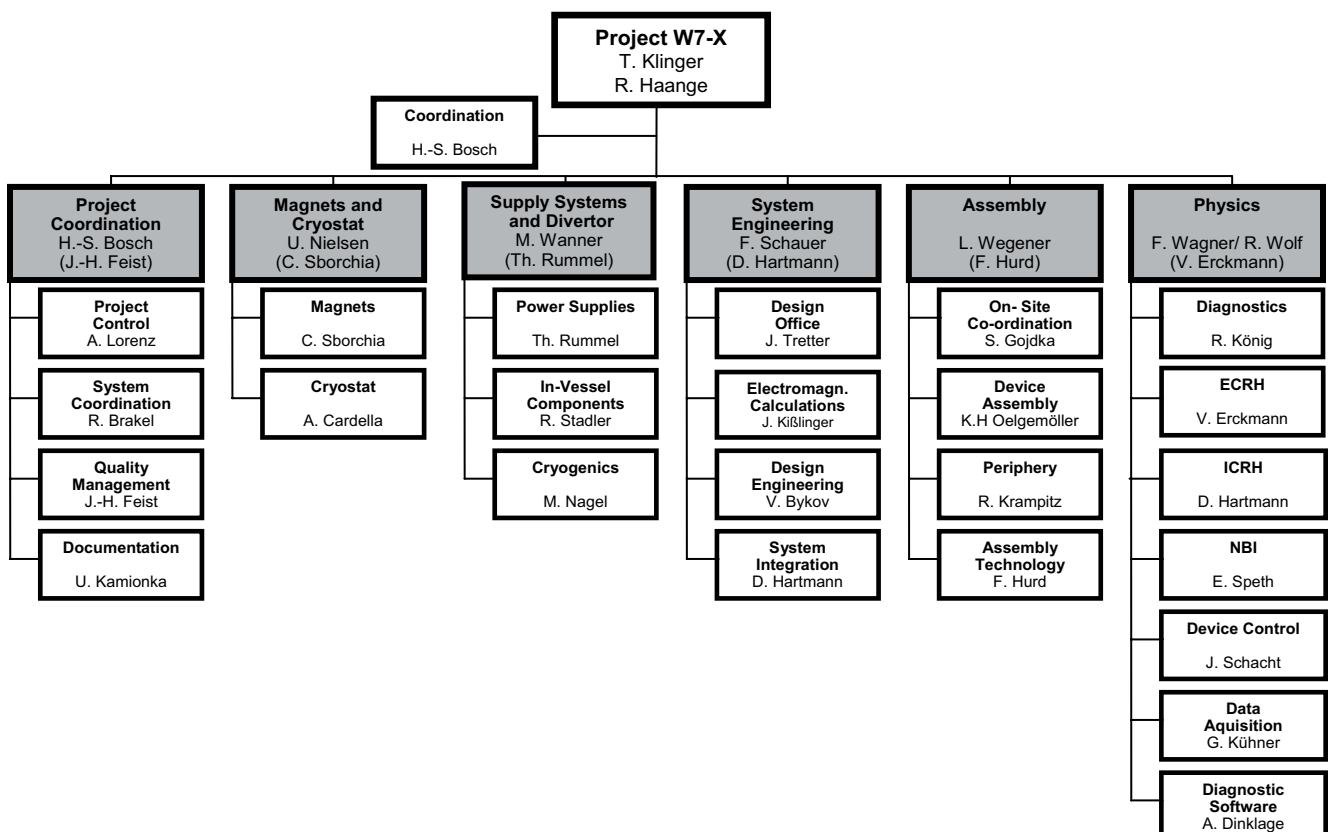 Project W7-X
T. Klinger
R. Haange
Coordination
H.-S. Bosch
Project
Coordination
H.-S. Bosch
(J.-H. Feist)
Project
Control
A. Lorenz
System
Coordination
R. Brakel
Quality
Management
J.-H. Feist
Documentation
U. Kamionka
Magnets and
Cryostat
U. Nielsen
(C. Sborchia)
Magnets
C. Sborchia
Cryostat
A. Cardella
Supply Systems
and Divertor
M. Wanner
(Th. Rummel)
Power Supplies
Th. Rummel
In-Vessel
Components
R. Stadler
Cryogenics
M. Nagel
System
Engineering
F. Schauer
(D. Hartmann)
Design
Office
J. Tretter
Electromagn.
Calculations
J. Kißlinger
Design
Engineering
V. Bykov
System
Integration
D. Hartmann
Assembly
L. Wegener
(F. Hurd)
On- Site
Co-ordination
S. Gojdka
Device
Assembly
K.H Oelgemöller
Periphery
R. Krampitz
Assembly
Technology
F. Hurd
Physics
F. Wagner/ R. Wolf
(V. Erckmann)
Diagnostics
R. König
ECRH
V. Erckmann
ICRH
D. Hartmann
NBI
E. Speth
Device Control
J. Schacht
Data
Aquisition
G. Kühner
Diagnostic
Software
A. Dinklage